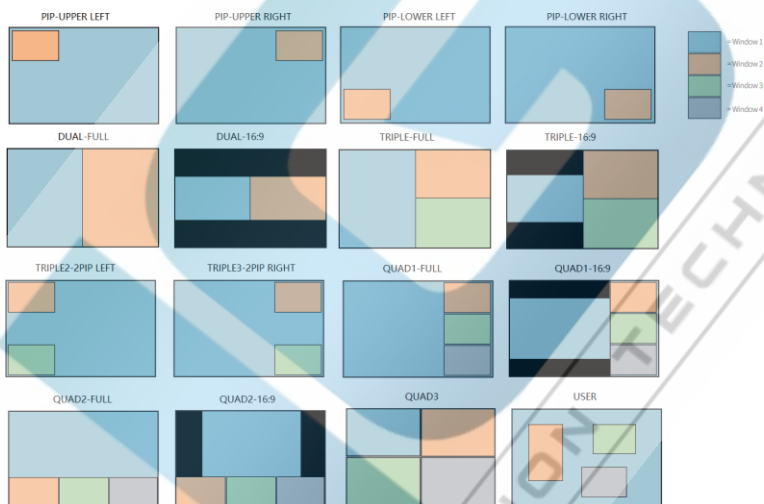 PIP-UPPER LEFT PIP-UPPER RIGHT PIP-LOWER LEFT PIP-LOWER RIGHT
= Window 1
= Window 2
= Window 3
= Window 4
DUAL-FULL DUAL-16:9 TRIPLE-FULL TRIPLE-16:9
TRIPLE2-2PIP LEFT TRIPLE3-2PIP RIGHT QUAD1-FULL QUAD1-16:9
QUAD2-FULL QUAD2-16:9 QUAD3 USER